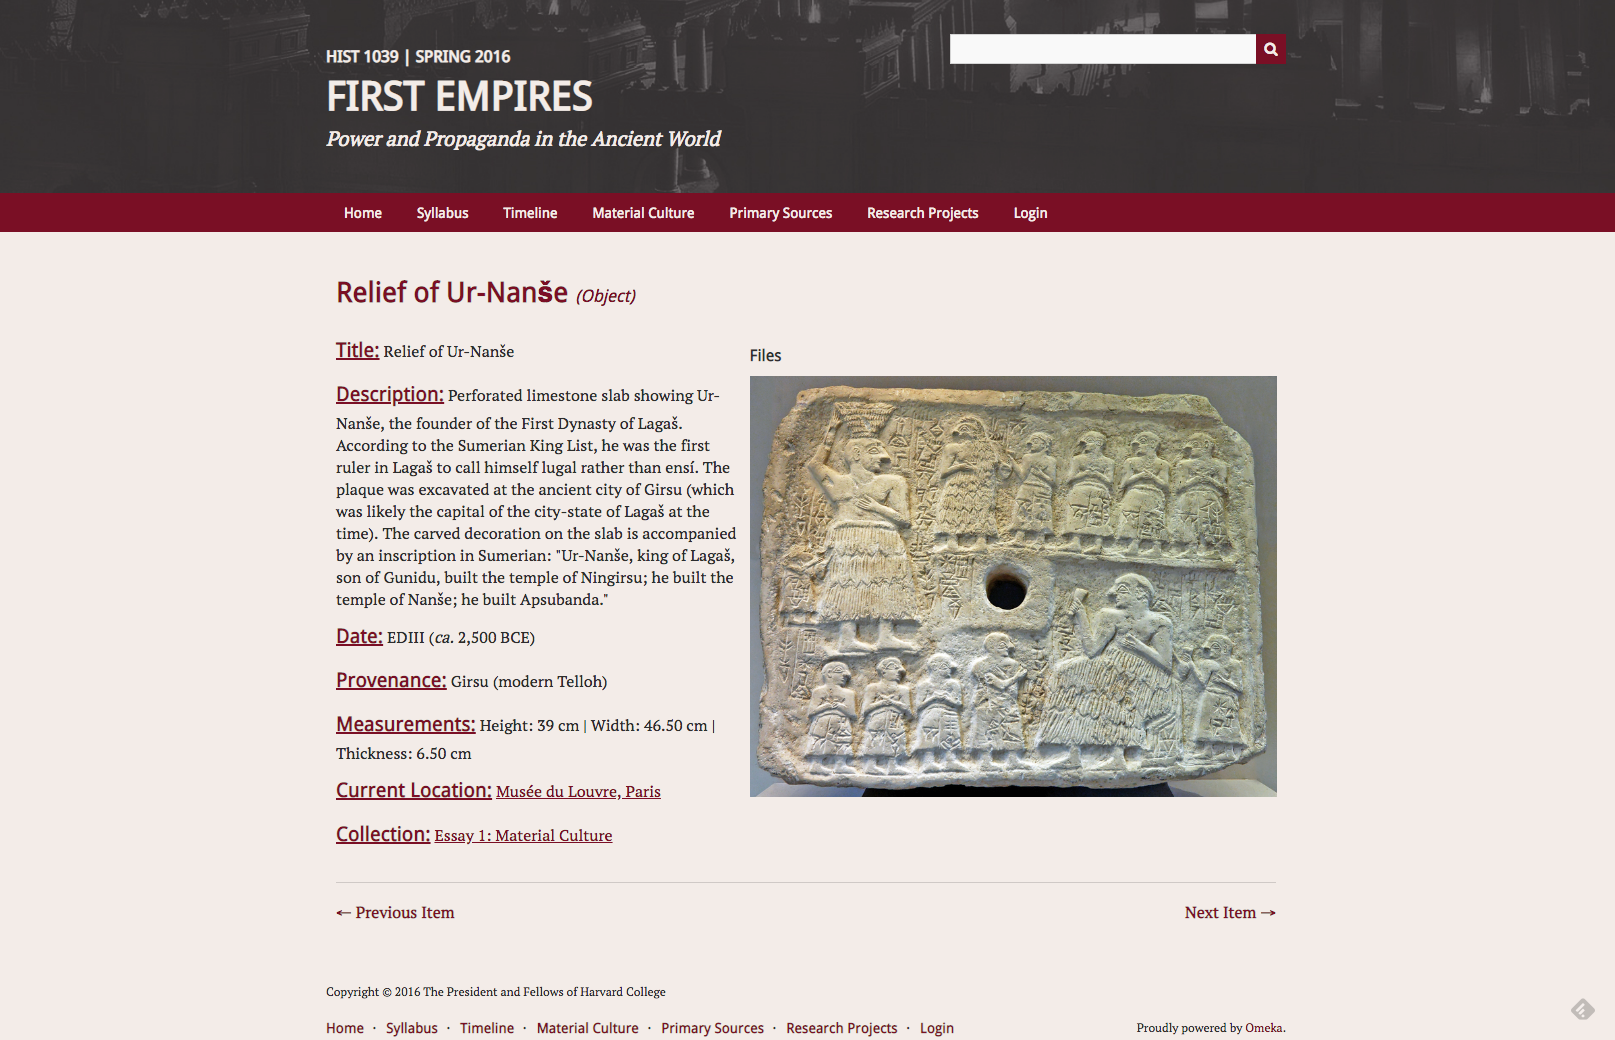 HIST 1039 | SPRING 2016
FIRST EMPIRES
Power and Propaganda in the Ancient World
Home Syllabus Timeline Material Culture Primary Sources Research Projects Login
Relief of Ur-Nanše (Object)
Title: Relief of Ur-Nanše
Description: Perforated limestone slab showing Ur-
Nanše, the founder of the First Dynasty of Lagaš.
According to the Sumerian King List, he was the first
ruler in Lagaš to call himself lugal rather than ensí. The
plaque was excavated at the ancient city of Girsu (which
was likely the capital of the city-state of Lagaš at the
time). The carved decoration on the slab is accompanied
by an inscription in Sumerian: "Ur-Nanše, king of Lagaš,
son of Gunidu, built the temple of Ningirsu; he built the
temple of Nanše; he built Apsubanda."
Date: EDIII (ca. 2,500 BCE)
Provenance: Girsu (modern Telloh)
Measurements: Height: 39 cm | Width: 46.50 cm |
Thickness: 6.50 cm
Current Location: Musée du Louvre, Paris
Collection: Essay 1: Material Culture
Files
← Previous Item
Next Item →
Copyright © 2016 The President and Fellows of Harvard College
Home · Syllabus · Timeline · Material Culture · Primary Sources · Research Projects · Login
Proudly powered by Omeka.